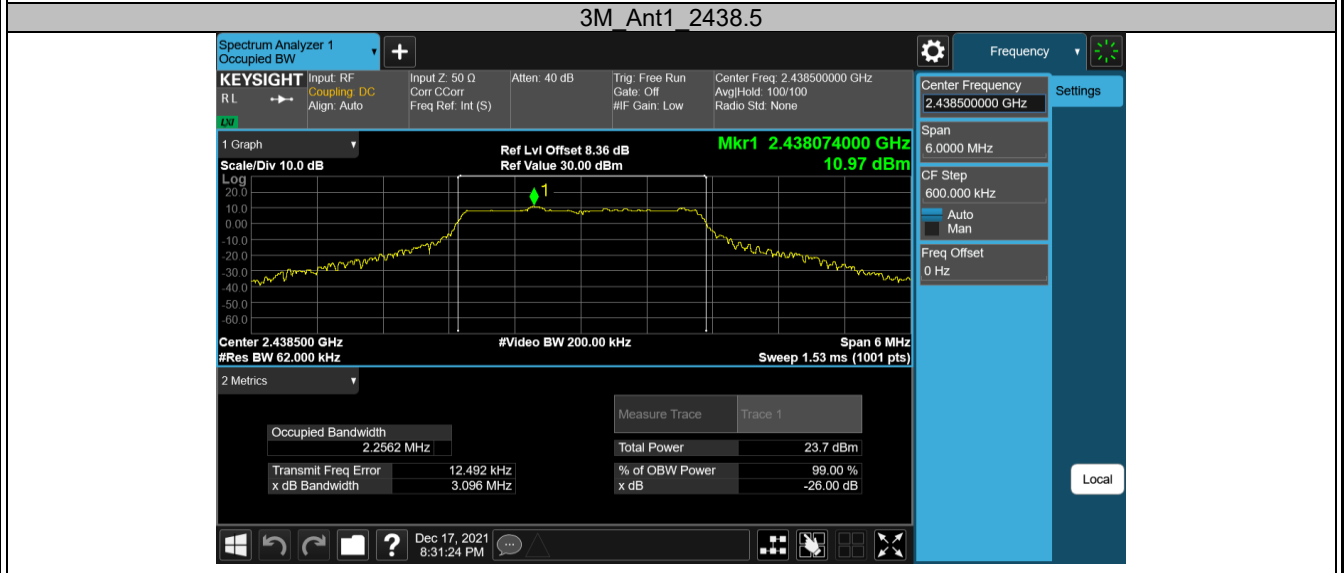 3M_Ant1_2438.5
Spectrum Analyzer 1
Occupied BW
+
Frequency
KEYSIGHT
RL
LXI
Input: RF
Coupling: DC
Align: Auto
Input Z: 50 Ω
Corr CCorr
Freq Ref: Int (S)
Atten: 40 dB
Trig: Free Run
Gate: Off
#IF Gain: Low
Center Freq: 2.438500000 GHz
Avg|Hold: 100/100
Radio Std: None
Center Frequency
2.438500000 GHz
Settings
Span
6.0000 MHz
CF Step
600.000 kHz
Auto
Man
Freq Offset
0 Hz
Local
1 Graph
Scale/Div 10.0 dB
Ref Lvl Offset 8.36 dB
Ref Value 30.00 dBm
Mkr1 2.438074000 GHz
10.97 dBm
Log
20.0
10.0
0.00
-10.0
-20.0
-30.0
-40.0
-50.0
-60.0
1
Center 2.438500 GHz
#Video BW 200.00 kHz
Span 6 MHz
#Res BW 62.000 kHz
Sweep 1.53 ms (1001 pts)
2 Metrics
Measure Trace Trace 1
Occupied Bandwidth
2.2562 MHz
Total Power 23.7 dBm
Transmit Freq Error 12.492 kHz
% of OBW Power 99.00 %
x dB Bandwidth 3.096 MHz
x dB -26.00 dB
?
Dec 17, 2021
8:31:24 PM